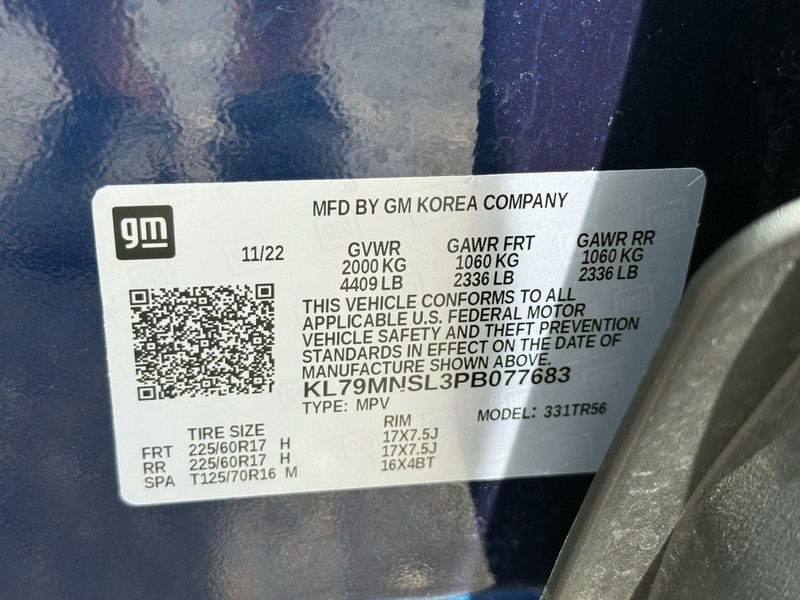 gm
MFD BY GM KOREA COMPANY
11/22 GVWR GAWR FRT GAWR RR
2000 KG 1060 KG 1060 KG
4409 LB 2336 LB 2336 LB
THIS VEHICLE CONFORMS TO ALL
APPLICABLE U.S. FEDERAL MOTOR
VEHICLE SAFETY AND THEFT PREVENTION
STANDARDS IN EFFECT ON THE DATE OF
MANUFACTURE SHOWN ABOVE.
KL79MNSL3PB077683
TYPE: MPV MODEL: 331TR56
TIRE SIZE RIM
FRT 225/60R17 H 17X7.5J
RR 225/60R17 H 17X7.5J
SPA T125/70R16 M 16X4BT